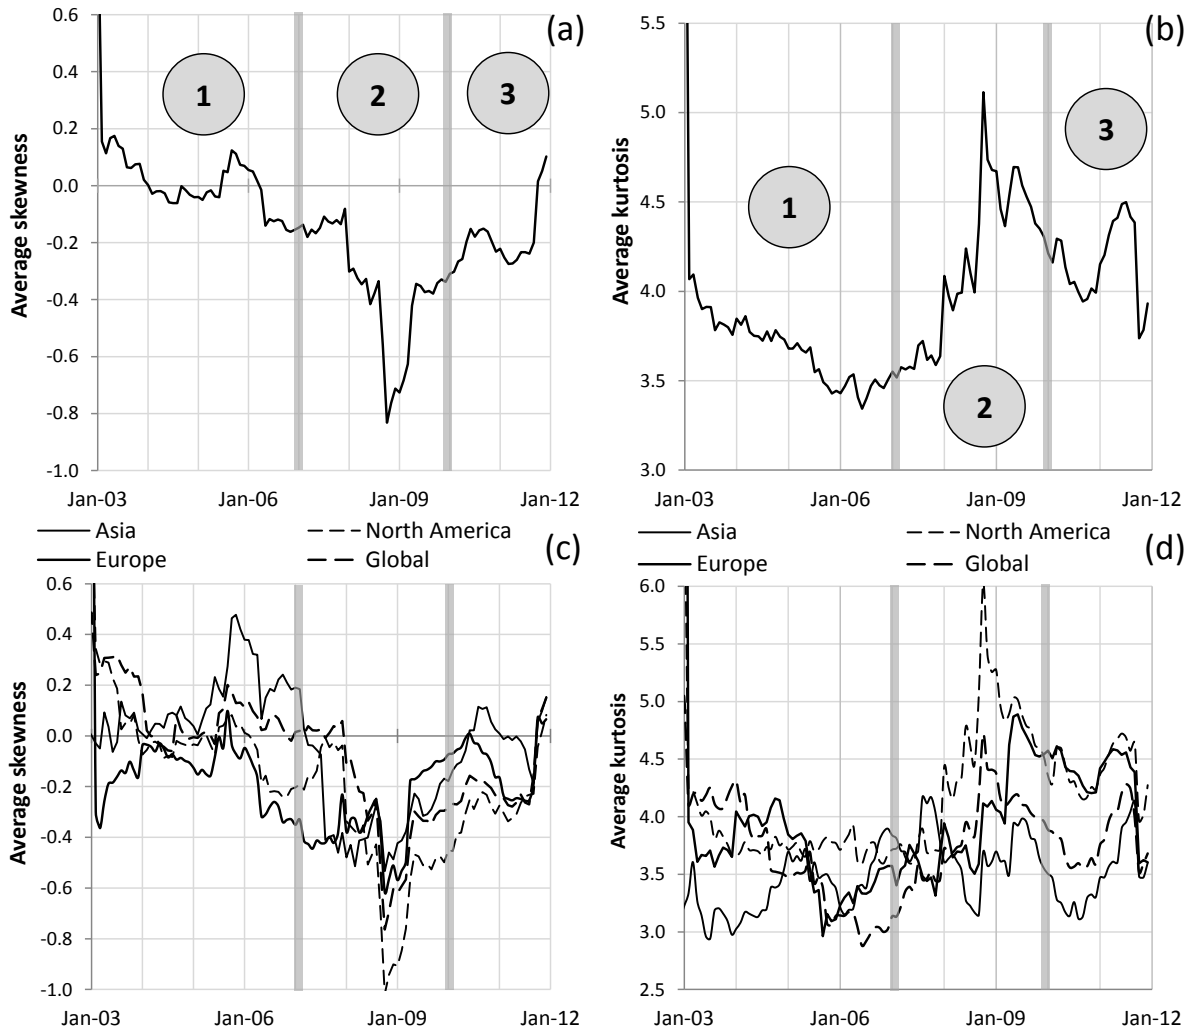 (a)
0.6
0.4
0.2
0.0
-0.2
-0.4
-0.6
-0.8
-1.0
Average skewness
1
2
3
Jan-03 Jan-06 Jan-09 Jan-12
(b)
5.5
5.0
4.5
4.0
3.5
3.0
Average kurtosis
1
2
3
Jan-03 Jan-06 Jan-09 Jan-12
Asia North America
Europe Global
(c)
0.6
0.4
0.2
0.0
-0.2
-0.4
-0.6
-0.8
-1.0
Average skewness
Jan-03 Jan-06 Jan-09 Jan-12
Asia North America
Europe Global
(d)
6.0
5.5
5.0
4.5
4.0
3.5
3.0
2.5
Average kurtosis
Jan-03 Jan-06 Jan-09 Jan-12